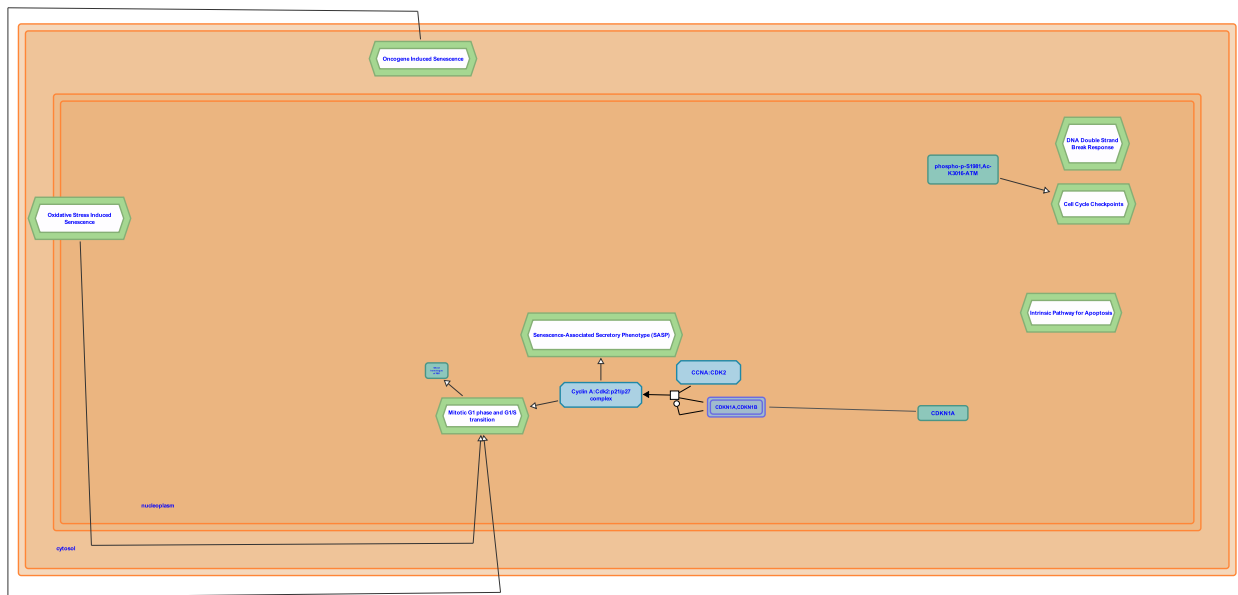 Oncogene Induced Senescence
DNA Double Strand
Break Response
phospho-p-S1981,Ac-
K3016-ATM
Cell Cycle Checkpoints
Oxidative Stress Induced
Senescence
Intrinsic Pathway for Apoptosis
Senescence-Associated Secretory Phenotype (SASP)
CCNA:CDK2
Cyclin A:Cdk2:p21/p27
complex
CDKN1A,CDKN1B
CDKN1A
Mitotic G1 phase and G1/S
transition
nucleoplasm
cytosol